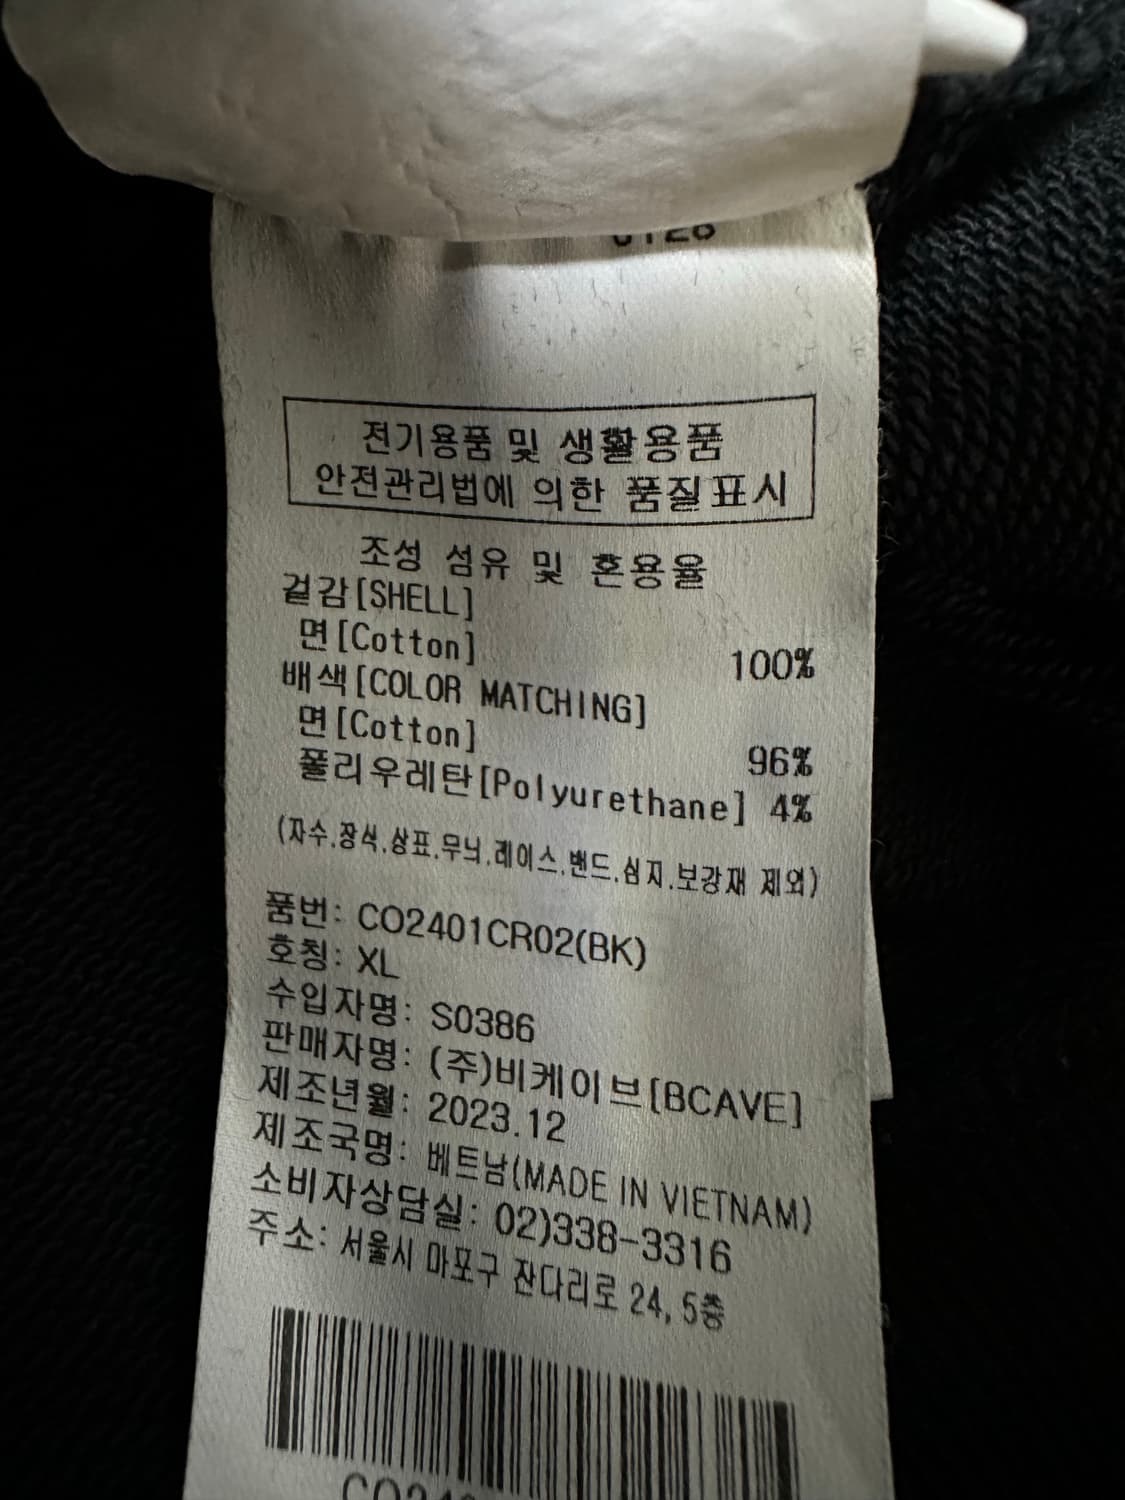 전기용품 및 생활용품
안전관리법에 의한 품질표시
조성 섬유 및 혼용율
겉감[SHELL]
면[Cotton] 100%
배색[COLOR MATCHING]
면[Cotton] 96%
폴리우레탄[Polyurethane] 4%
(자수.장식.상표.무늬.레이스.밴드.심지.보강재 제외)
품번: CO2401CR02(BK)
호칭: XL
수입자명: S0386
판매자명: (주)비케이브[BCAVE]
제조년월: 2023.12
제조국명: 베트남(MADE IN VIETNAM)
소비자상담실: 02)338-3316
주소: 서울시 마포구 잔다리로 24, 5층